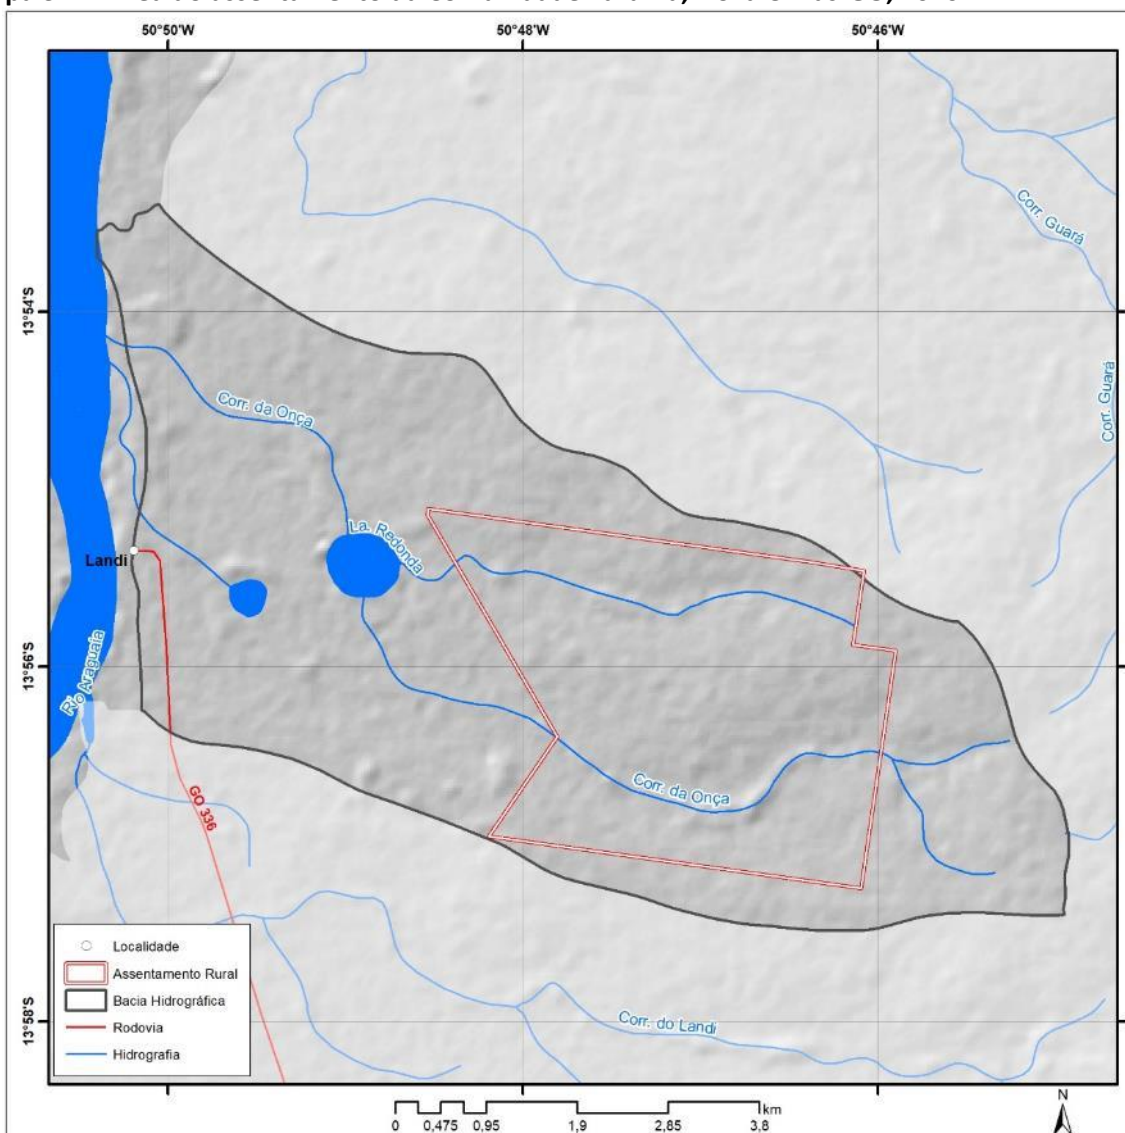 50°50'W
50°48'W
50°46'W
Corr. Guará
13°54'S
Corr. Guará
Corr. da Onça
La. Redonda
Landi
13°56'S
Rio Araguaia
Corr. da Onça
GO 336
Localidade
Assentamento Rural
Bacia Hidrográfica
Rodovia
Hidrografia
13°58'S
Corr. do Landi
km
0 0,475 0,95 1,9 2,85 3,8
N